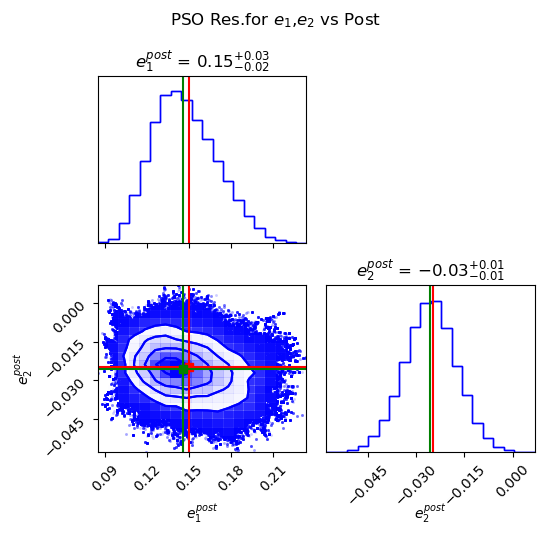 PSO Res.for e₁,e₂ vs Post
e₁ᵖᵒˢᵗ = 0.15⁺⁰·⁰³₋₀.₀₂
e₂ᵖᵒˢᵗ = −0.03⁺⁰·⁰¹₋₀.₀₁
0.000
−0.015
−0.030
−0.045
e₂ᵖᵒˢᵗ
0.09 0.12 0.15 0.18 0.21
e₁ᵖᵒˢᵗ
−0.045 −0.030 −0.015 0.000
e₂ᵖᵒˢᵗ